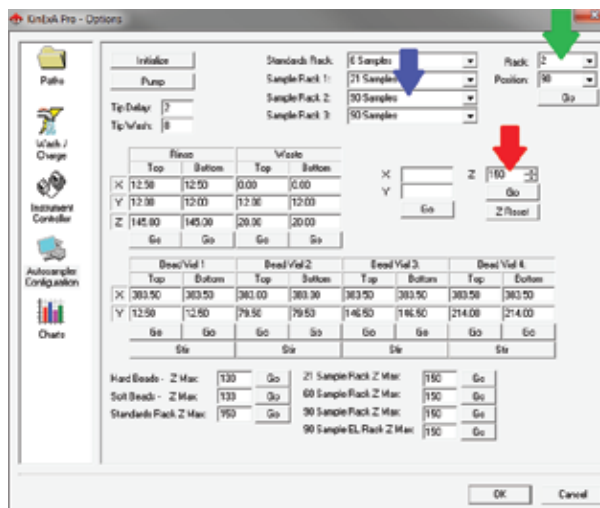 KinExA Pro - Options
Paths
Wash / Charge
Instrument Controller
Autosampler Configuration
Charts
Initialize
Pump
Tip Delay: 2
Tip Wash: 8
Standards Rack: 6 Samples
Sample Rack 1: 21 Samples
Sample Rack 2: 90 Samples
Sample Rack 3: 90 Samples
Rack: 2
Position: 90
Go
Rinse Waste
Top Bottom Top Bottom
X 12.50 12.50 0.00 0.00
Y 12.00 12.00 12.00 12.00
Z 145.00 145.00 20.00 20.00
Go Go Go Go
X
Y
Go
Z 150
Go
Z Reset
Bead Vial 1: Bead Vial 2: Bead Vial 3: Bead Vial 4:
Top Bottom Top Bottom Top Bottom Top Bottom
X 383.50 383.50 383.00 383.50 383.50 383.50 383.50
Y 12.50 12.50 79.50 79.50 146.50 146.50 214.00 214.00
Go Go Go Go Go Go Go Go
Stir Stir Stir Stir
Hard Beads - Z Max: 130 Go
Soft Beads - Z Max: 133 Go
Standards Rack Z Max: 150 Go
21 Sample Rack Z Max: 150 Go
60 Sample Rack Z Max: 150 Go
90 Sample Rack Z Max: 150 Go
90 Sample EL Rack Z Max: 150 Go
OK Cancel